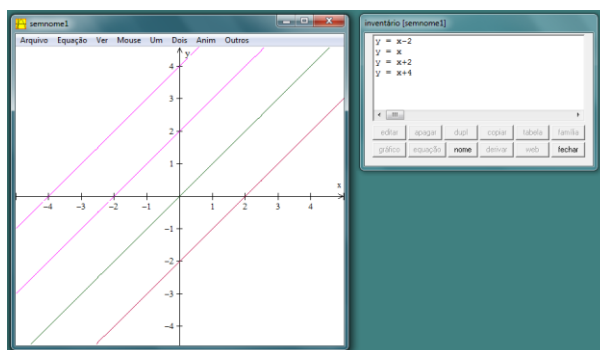 semnome1
Arquivo Equação Ver Mouse Um Dois Anim Outros
y
4
3
2
1
x
-4 -3 -2 -1 1 2 3 4
-1
-2
-3
-4
inventário [semnome1]
y = x-2
y = x
y = x+2
y = x+4
editar apagar dupl copiar tabela família
gráfico equação nome derivar web fechar